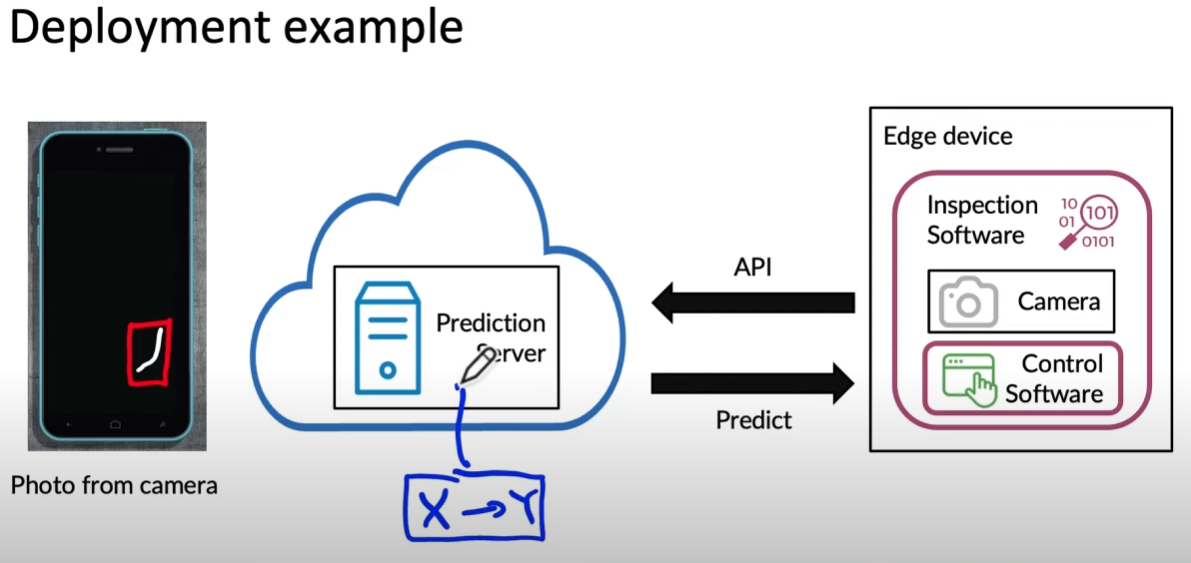 Deployment example
Photo from camera
Prediction
Server
X → Y
API
Predict
Edge device
Inspection
Software
10
01
101
0101
Camera
Control
Software